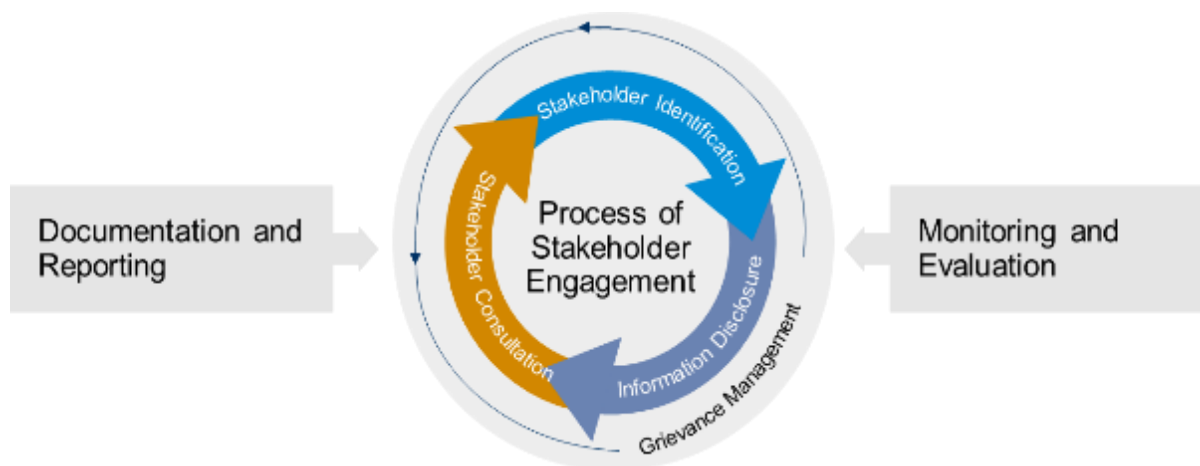 Stakeholder Identification
Documentation and
Reporting
Process of
Stakeholder
Engagement
Monitoring and
Evaluation
Stakeholder Consultation
Information Disclosure
Grievance Management